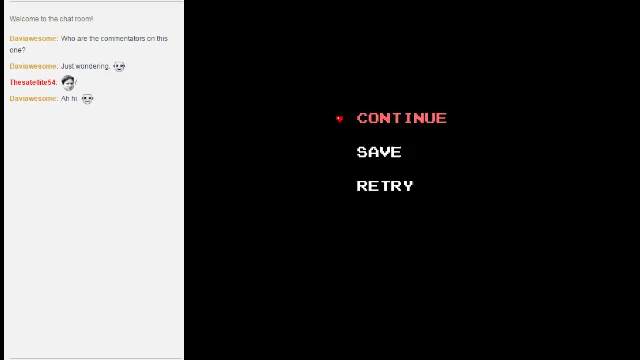 Welcome to the chat room!
Daviawesome: Who are the commentators on this
one?
Daviawesome: Just wondering.
Thesatellite54: /
Daviawesome: Ah hi.
CONTINUE
SAVE
RETRY